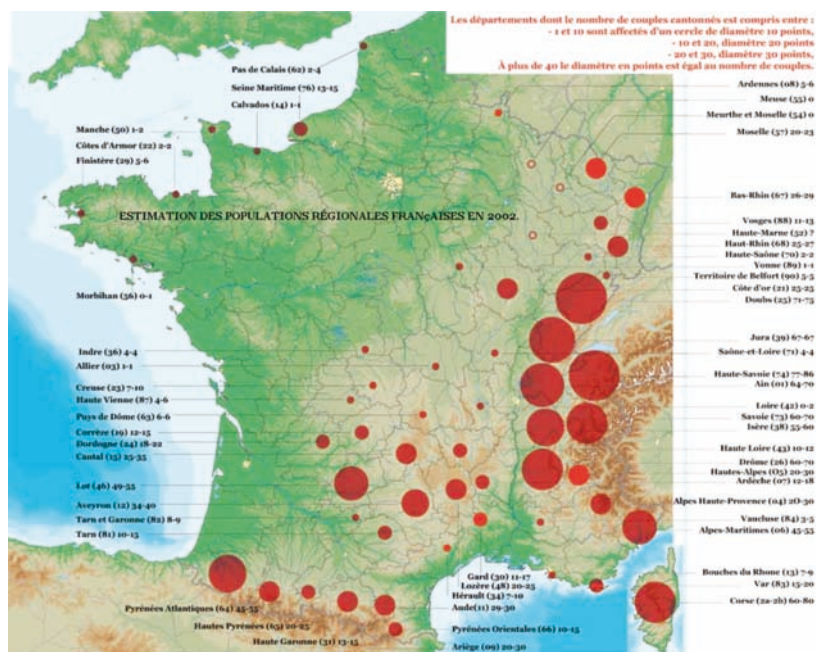 Les départements dont le nombre de couples cantonnés est compris entre :
- 1 et 10 sont affectés d'un cercle de diamètre 10 points,
- 10 et 20, diamètre 20 points
- 20 et 30, diamètre 30 points,
À plus de 40 le diamètre en points est égal au nombre de couples.
Pas de Calais (62) 2-4
Seine Maritime (76) 13-15
Calvados (14) 1-1
Manche (50) 1-2
Côtes d'Armor (22) 2-2
Finistère (29) 5-6
ESTIMATION DES POPULATIONS RÉGIONALES FRANçAISES EN 2002.
Morbihan (56) 0-1
Indre (36) 4-4
Allier (03) 1-1
Creuse (23) 7-10
Haute Vienne (87) 4-6
Puys de Dôme (63) 6-6
Corrèze (19) 12-15
Dordogne (24) 18-22
Cantal (15) 25-35
Lot (46) 49-55
Aveyron (12) 34-40
Tarn et Garonne (82) 8-9
Tarn (81) 10-15
Pyrénées Atlantiques (64) 45-55
Hautes Pyrénées (65) 20-25
Haute Garonne (31) 13-15
Gard (30) 11-17
Lozère (48) 20-25
Hérault (34) 7-10
Aude(11) 29-30
Pyrénées Orientales (66) 10-15
Ariège (09) 20-30
Ardennes (08) 5-6
Meuse (55) 0
Meurthe et Moselle (54) 0
Moselle (57) 20-23
Bas-Rhin (67) 26-29
Vosges (88) 11-13
Haute-Marne (52) ?
Haut-Rhin (68) 25-27
Haute-Saône (70) 2-2
Yonne (89) 1-1
Territoire de Belfort (90) 5-5
Côte d'or (21) 25-25
Doubs (25) 71-75
Jura (39) 67-67
Saône-et-Loire (71) 4-4
Haute-Savoie (74) 77-86
Ain (01) 64-70
Loire (42) 0-2
Savoie (73) 60-70
Isère (38) 55-60
Haute Loire (43) 10-12
Drôme (26) 60-70
Hautes-Alpes (O5) 20-30
Ardèche (07) 12-18
Alpes Haute-Provence (04) 2O-30
Vaucluse (84) 3-5
Alpes-Maritimes (06) 45-55
Bouches du Rhone (13) 7-9
Var (83) 15-20
Corse (2a-2b) 60-80